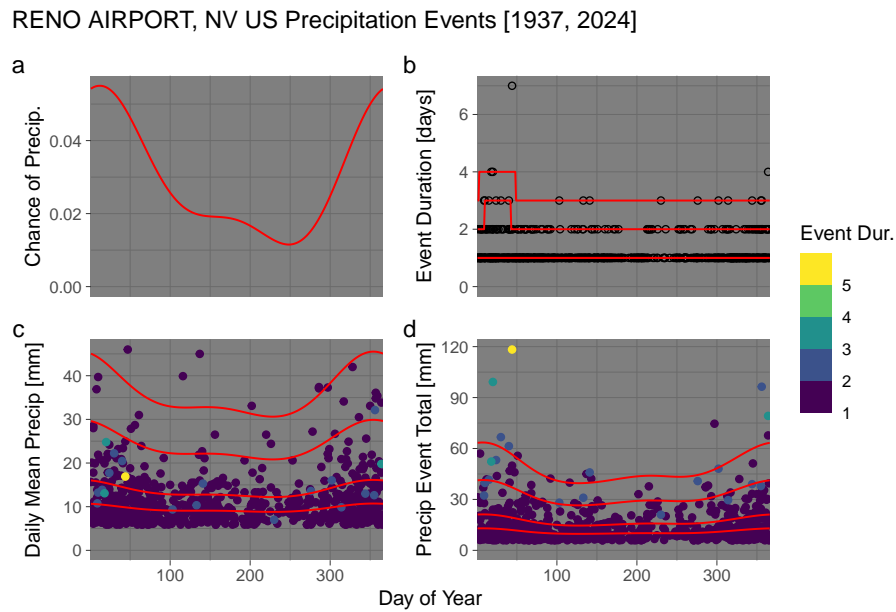 RENO AIRPORT, NV US Precipitation Events [1937, 2024]
a
Chance of Precip.
0.04
0.02
0.00
b
Event Duration [days]
6
4
2
0
c
Daily Mean Precip [mm]
40
30
20
10
0
100
200
300
d
Precip Event Total [mm]
120
90
60
30
0
100
200
300
Day of Year
Event Dur.
5
4
3
2
1